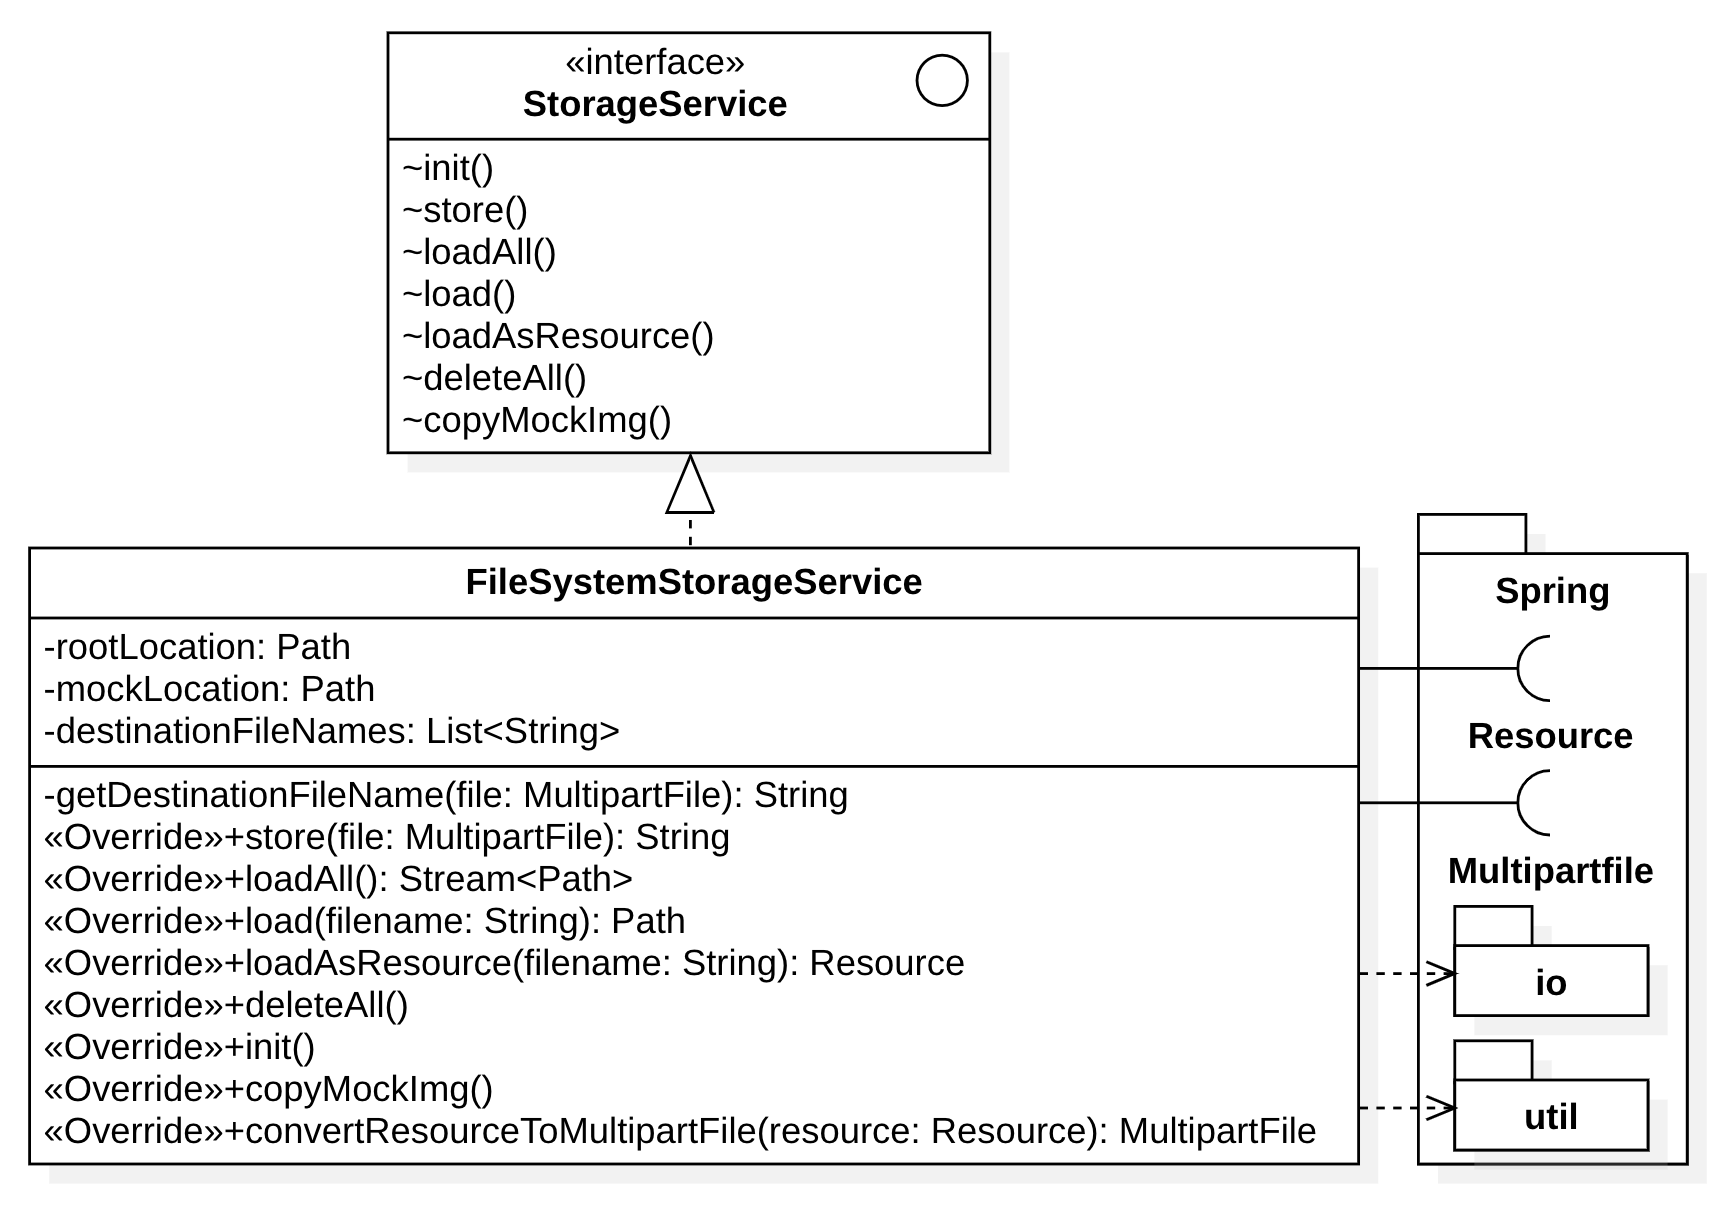 «interface»
StorageService
~init()
~store()
~loadAll()
~load()
~loadAsResource()
~deleteAll()
~copyMockImg()
FileSystemStorageService
-rootLocation: Path
-mockLocation: Path
-destinationFileNames: List<String>
-getDestinationFileName(file: MultipartFile): String
«Override»+store(file: MultipartFile): String
«Override»+loadAll(): Stream<Path>
«Override»+load(filename: String): Path
«Override»+loadAsResource(filename: String): Resource
«Override»+deleteAll()
«Override»+init()
«Override»+copyMockImg()
«Override»+convertResourceToMultipartFile(resource: Resource): MultipartFile
Spring
Resource
Multipartfile
io
util